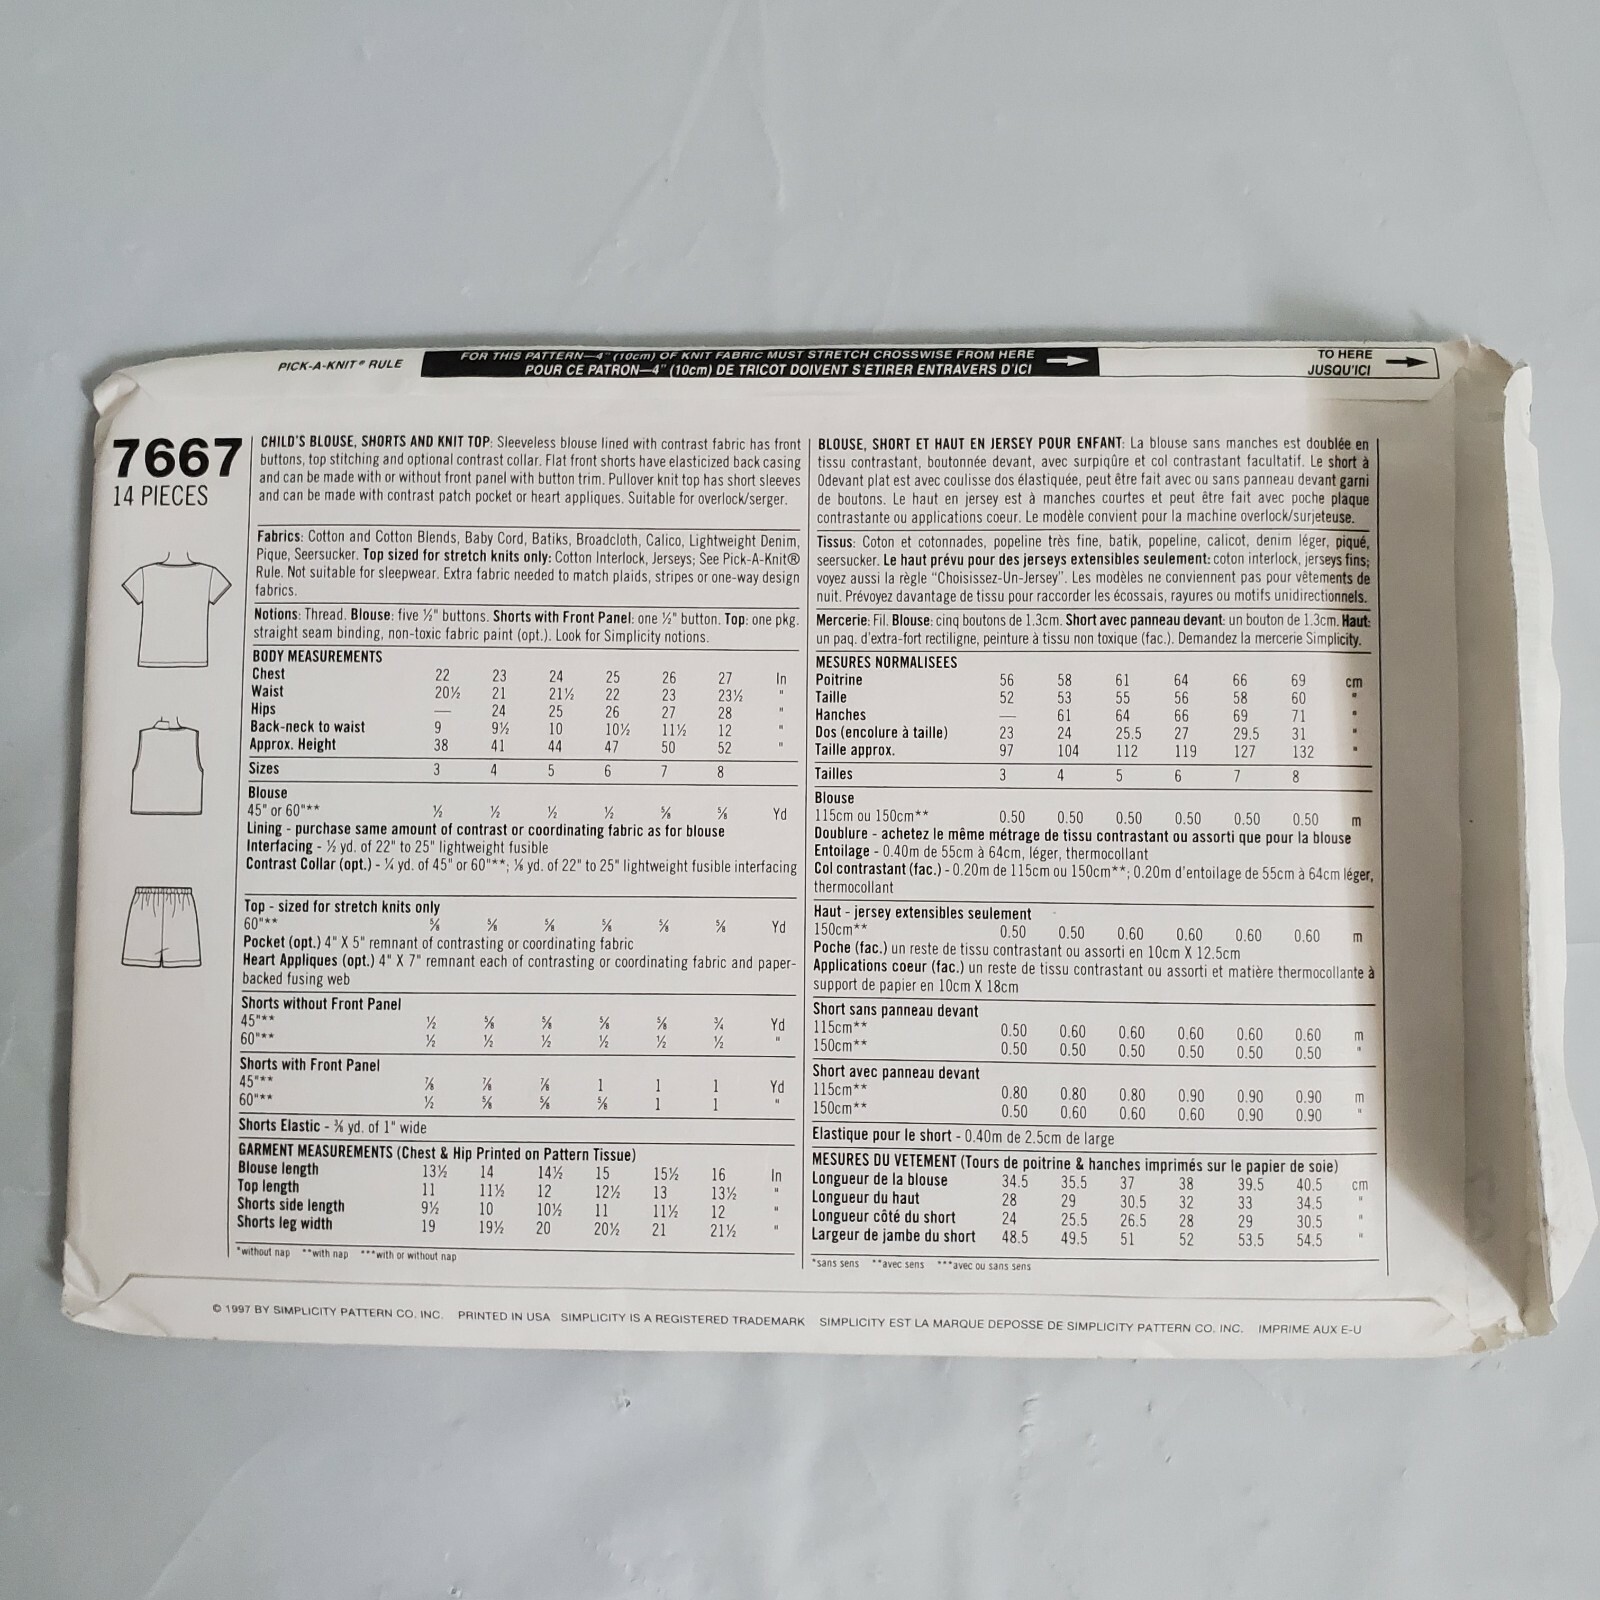 PICK-A-KNIT® RULE
FOR THIS PATTERN—4" (10cm) OF KNIT FABRIC MUST STRETCH CROSSWISE FROM HERE
POUR CE PATRON—4" (10cm) DE TRICOT DOIVENT S'ETIRER ENTRAVERS D'ICI
TO HERE
JUSQU'ICI
7667
14 PIECES
CHILD'S BLOUSE, SHORTS AND KNIT TOP: Sleeveless blouse lined with contrast fabric has front
buttons, top stitching and optional contrast collar. Flat front shorts have elasticized back casing
and can be made with or without front panel with button trim. Pullover knit top has short sleeves
and can be made with contrast patch pocket or heart appliques. Suitable for overlock/serger.
Fabrics: Cotton and Cotton Blends, Baby Cord, Batiks, Broadcloth, Calico, Lightweight Denim,
Pique, Seersucker. Top sized for stretch knits only: Cotton Interlock, Jerseys; See Pick-A-Knit®
Rule. Not suitable for sleepwear. Extra fabric needed to match plaids, stripes or one-way design
fabrics.
Notions: Thread. Blouse: five ½" buttons. Shorts with Front Panel: one ½" button. Top: one pkg.
straight seam binding, non-toxic fabric paint (opt.). Look for Simplicity notions.
BODY MEASUREMENTS
Chest 22 23 24 25 26 27 In
Waist 20½ 21 21½ 22 23 23½ "
Hips — 24 25 26 27 28 "
Back-neck to waist 9 9½ 10 10½ 11½ 12 "
Approx. Height 38 41 44 47 50 52 "
Sizes 3 4 5 6 7 8
Blouse
45" or 60"** ½ ½ ½ ½ ⅝ ⅝ Yd
Lining - purchase same amount of contrast or coordinating fabric as for blouse
Interfacing - ½ yd. of 22" to 25" lightweight fusible
Contrast Collar (opt.) - ¼ yd. of 45" or 60"**; ⅛ yd. of 22" to 25" lightweight fusible interfacing
Top - sized for stretch knits only
60"** ⅝ ⅝ ⅝ ⅝ ⅝ ⅝ Yd
Pocket (opt.) 4" X 5" remnant of contrasting or coordinating fabric
Heart Appliques (opt.) 4" X 7" remnant each of contrasting or coordinating fabric and paper-
backed fusing web
Shorts without Front Panel
45"** ½ ⅝ ⅝ ⅝ ⅝ ¾ Yd
60"** ½ ½ ½ ½ ½ ½ "
Shorts with Front Panel
45"** ⅞ ⅞ ⅞ 1 1 1 Yd
60"** ½ ⅝ ⅝ ⅝ 1 1 "
Shorts Elastic - ⅜ yd. of 1" wide
GARMENT MEASUREMENTS (Chest & Hip Printed on Pattern Tissue)
Blouse length 13½ 14 14½ 15 15½ 16 In
Top length 11 11½ 12 12½ 13 13½ "
Shorts side length 9½ 10 10½ 11 11½ 12 "
Shorts leg width 19 19½ 20 20½ 21 21½ "
*without nap **with nap ***with or without nap
BLOUSE, SHORT ET HAUT EN JERSEY POUR ENFANT: La blouse sans manches est doublée en
tissu contrastant, boutonnée devant, avec surpiqûre et col contrastant facultatif. Le short à
0devant plat est avec coulisse dos élastiquée, peut être fait avec ou sans panneau devant garni
de boutons. Le haut en jersey est à manches courtes et peut être fait avec poche plaque
contrastante ou applications coeur. Le modèle convient pour la machine overlock/surjeteuse.
Tissus: Coton et cotonnades, popeline très fine, batik, popeline, calicot, denim léger, piqué,
seersucker. Le haut prévu pour des jerseys extensibles seulement: coton interlock, jerseys fins;
voyez aussi la règle "Choisissez-Un-Jersey". Les modèles ne conviennent pas pour vêtements de
nuit. Prévoyez davantage de tissu pour raccorder les écossais, rayures ou motifs unidirectionnels.
Mercerie: Fil. Blouse: cinq boutons de 1.3cm. Short avec panneau devant: un bouton de 1.3cm. Haut:
un paq. d'extra-fort rectiligne, peinture à tissu non toxique (fac.). Demandez la mercerie Simplicity.
MESURES NORMALISEES
Poitrine 56 58 61 64 66 69 cm
Taille 52 53 55 56 58 60 "
Hanches — 61 64 66 69 71 "
Dos (encolure à taille) 23 24 25.5 27 29.5 31 "
Taille approx. 97 104 112 119 127 132 "
Tailles 3 4 5 6 7 8
Blouse
115cm ou 150cm** 0.50 0.50 0.50 0.50 0.50 0.50 m
Doublure - achetez le même métrage de tissu contrastant ou assorti que pour la blouse
Entoilage - 0.40m de 55cm à 64cm, léger, thermocollant
Col contrastant (fac.) - 0.20m de 115cm ou 150cm**; 0.20m d'entoilage de 55cm à 64cm léger,
thermocollant
Haut - jersey extensibles seulement
150cm** 0.50 0.50 0.60 0.60 0.60 0.60 m
Poche (fac.) un reste de tissu contrastant ou assorti en 10cm X 12.5cm
Applications coeur (fac.) un reste de tissu contrastant ou assorti et matière thermocollante à
support de papier en 10cm X 18cm
Short sans panneau devant
115cm** 0.50 0.60 0.60 0.60 0.60 0.60 m
150cm** 0.50 0.50 0.50 0.50 0.50 0.50 "
Short avec panneau devant
115cm** 0.80 0.80 0.80 0.90 0.90 0.90 m
150cm** 0.50 0.60 0.60 0.60 0.90 0.90 "
Elastique pour le short - 0.40m de 2.5cm de large
MESURES DU VETEMENT (Tours de poitrine & hanches imprimés sur le papier de soie)
Longueur de la blouse 34.5 35.5 37 38 39.5 40.5 cm
Longueur du haut 28 29 30.5 32 33 34.5 "
Longueur côté du short 24 25.5 26.5 28 29 30.5 "
Largeur de jambe du short 48.5 49.5 51 52 53.5 54.5 "
*sans sens **avec sens ***avec ou sans sens
© 1997 BY SIMPLICITY PATTERN CO. INC. PRINTED IN USA SIMPLICITY IS A REGISTERED TRADEMARK SIMPLICITY EST LA MARQUE DEPOSSE DE SIMPLICITY PATTERN CO. INC. IMPRIME AUX E-U